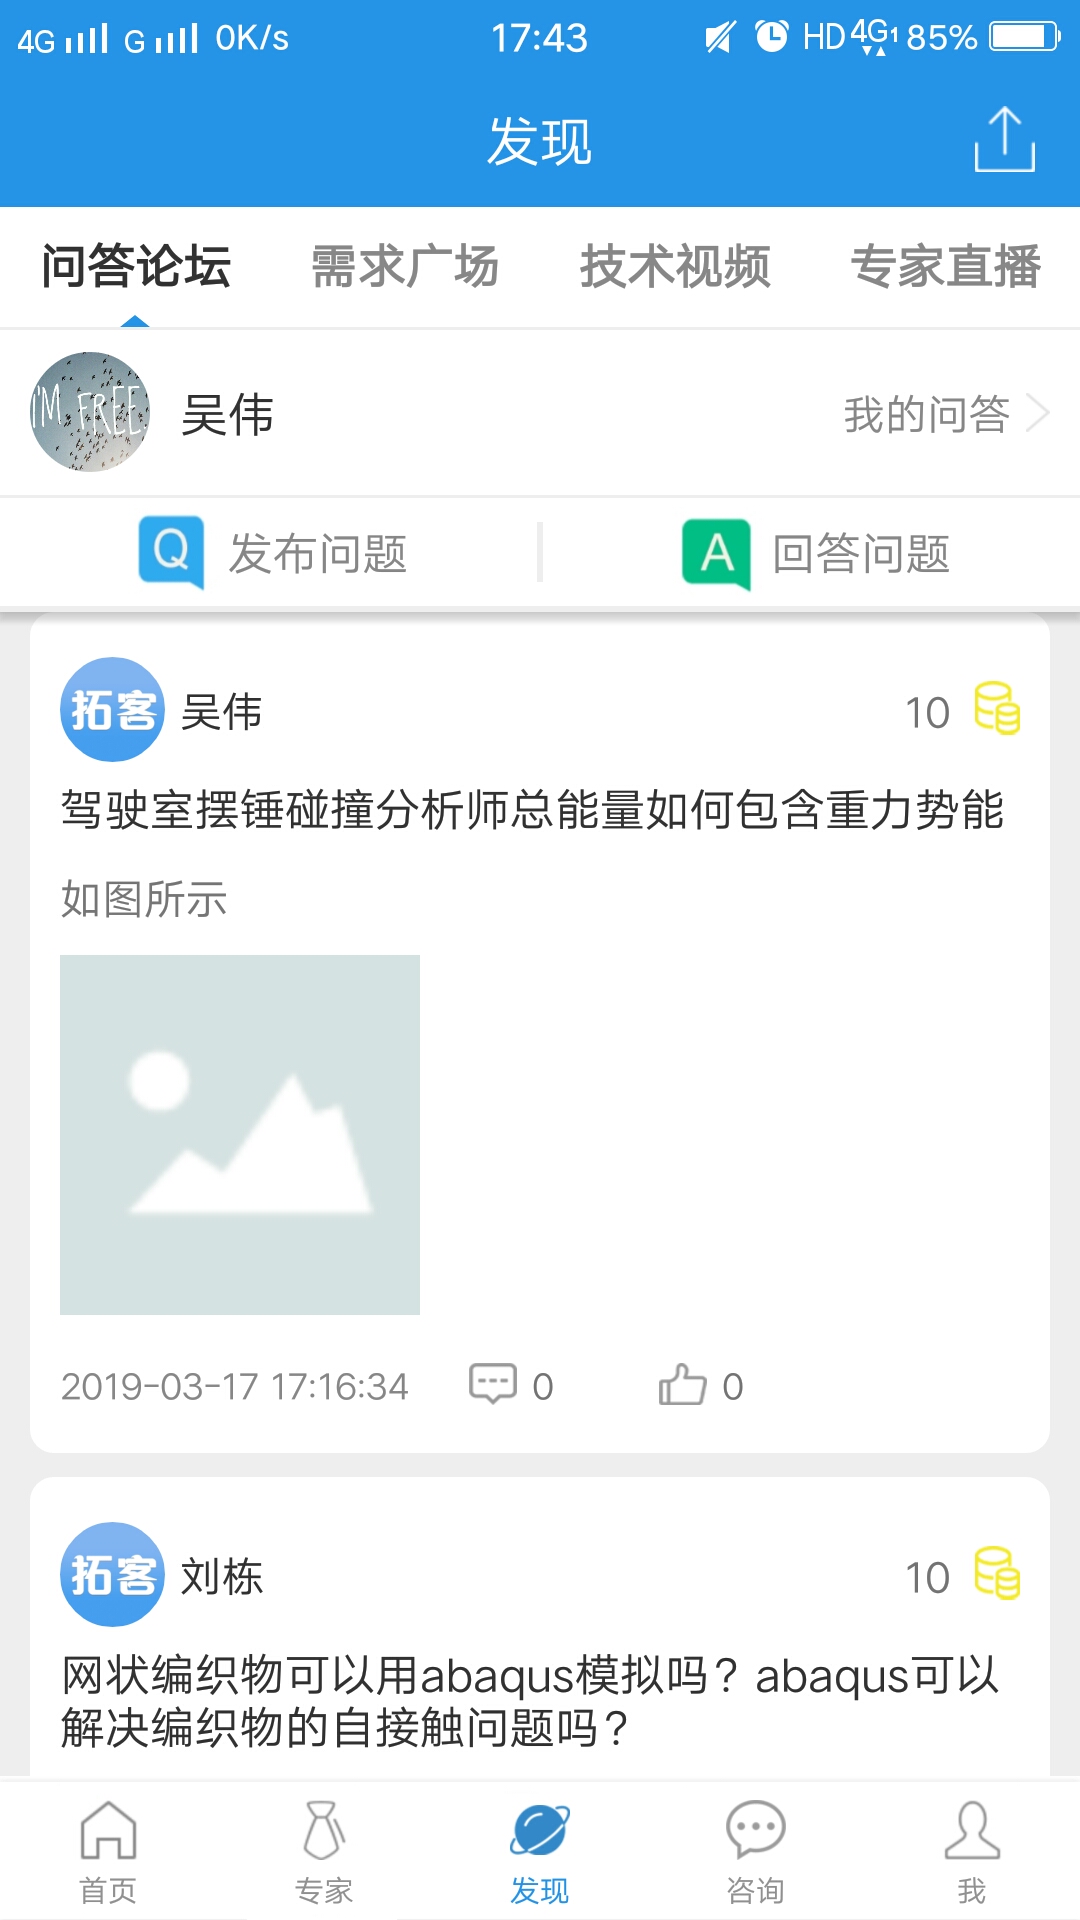 4G G 0K/s 17:43 HD 4G1 85%
发现
问答论坛 需求广场 技术视频 专家直播
I'M FREE
吴伟 我的问答
Q 发布问题 A 回答问题
拓客 吴伟 10
驾驶室摆锤碰撞分析师总能量如何包含重力势能
如图所示
2019-03-17 17:16:34 0 0
拓客 刘栋 10
网状编织物可以用abaqus模拟吗？abaqus可以
解决编织物的自接触问题吗？
首页 专家 发现 咨询 我